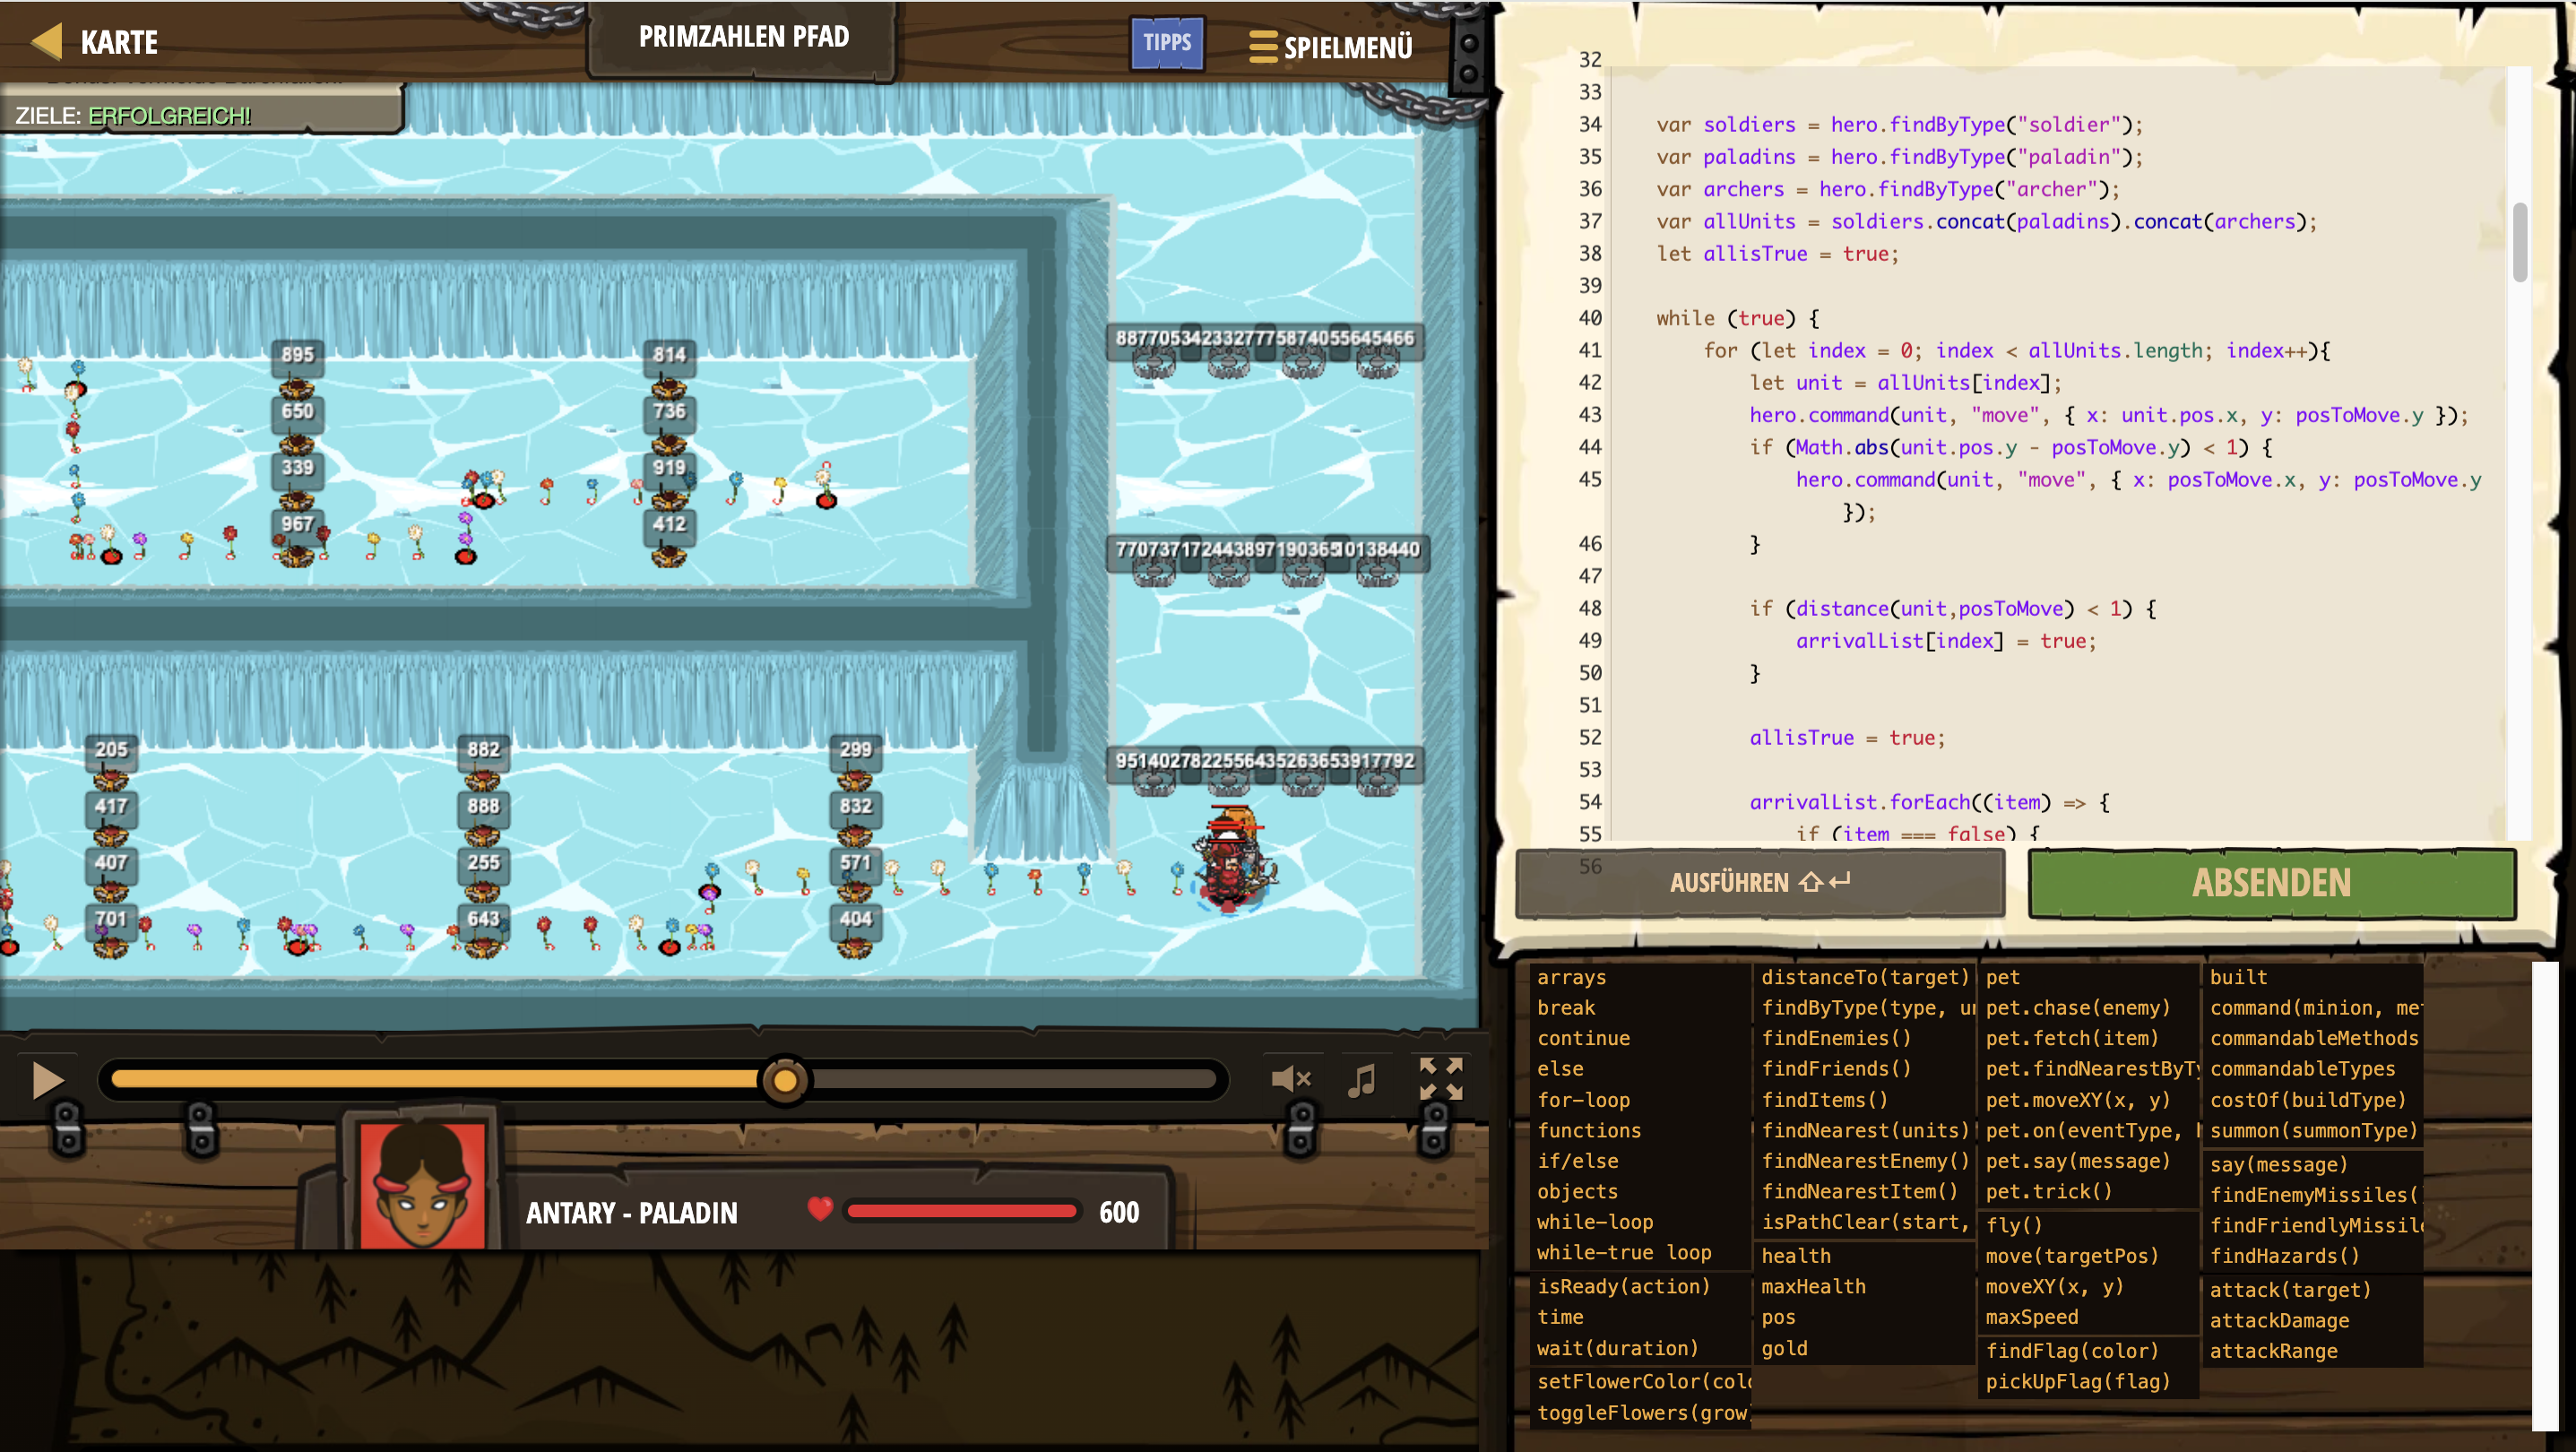 KARTE
PRIMZAHLEN PFAD
TIPPS
SPIELMENÜ
ZIELE: ERFOLGREICH!
895
814
650
736
339
919
967
412
8877053423327775874055645466
9514027822556435263653917792
205
882
299
417
888
832
407
255
571
701
643
404
ANTARY - PALADIN
600
32
33
34 var soldiers = hero.findByType("soldier");
35 var paladins = hero.findByType("paladin");
36 var archers = hero.findByType("archer");
37 var allUnits = soldiers.concat(paladins).concat(archers);
38 let allisTrue = true;
39
40 while (true) {
41 for (let index = 0; index < allUnits.length; index++){
42 let unit = allUnits[index];
43 hero.command(unit, "move", { x: unit.pos.x, y: posToMove.y });
44 if (Math.abs(unit.pos.y - posToMove.y) < 1) {
45 hero.command(unit, "move", { x: posToMove.x, y: posToMove.y
});
46 }
47
48 if (distance(unit,posToMove) < 1) {
49 arrivalList[index] = true;
50 }
51
52 allisTrue = true;
53
54 arrivalList.forEach((item) => {
55 if (item === false) {
56
AUSFÜHREN
ABSENDEN
arrays
break
continue
else
for-loop
functions
if/else
objects
while-loop
while-true loop
isReady(action)
time
wait(duration)
setFlowerColor(colo
toggleFlowers(grow
distanceTo(target)
findByType(type, un
findEnemies()
findFriends()
findItems()
findNearest(units)
findNearestEnemy()
findNearestItem()
isPathClear(start,
health
maxHealth
pos
gold
pet
pet.chase(enemy)
pet.fetch(item)
pet.findNearestByTy
pet.moveXY(x, y)
pet.on(eventType, h
pet.say(message)
pet.trick()
fly()
move(targetPos)
moveXY(x, y)
maxSpeed
findFlag(color)
pickUpFlag(flag)
built
command(minion, met
commandableMethods
commandableTypes
costOf(buildType)
summon(summonType)
say(message)
findEnemyMissiles()
findFriendlyMissile
findHazards()
attack(target)
attackDamage
attackRange